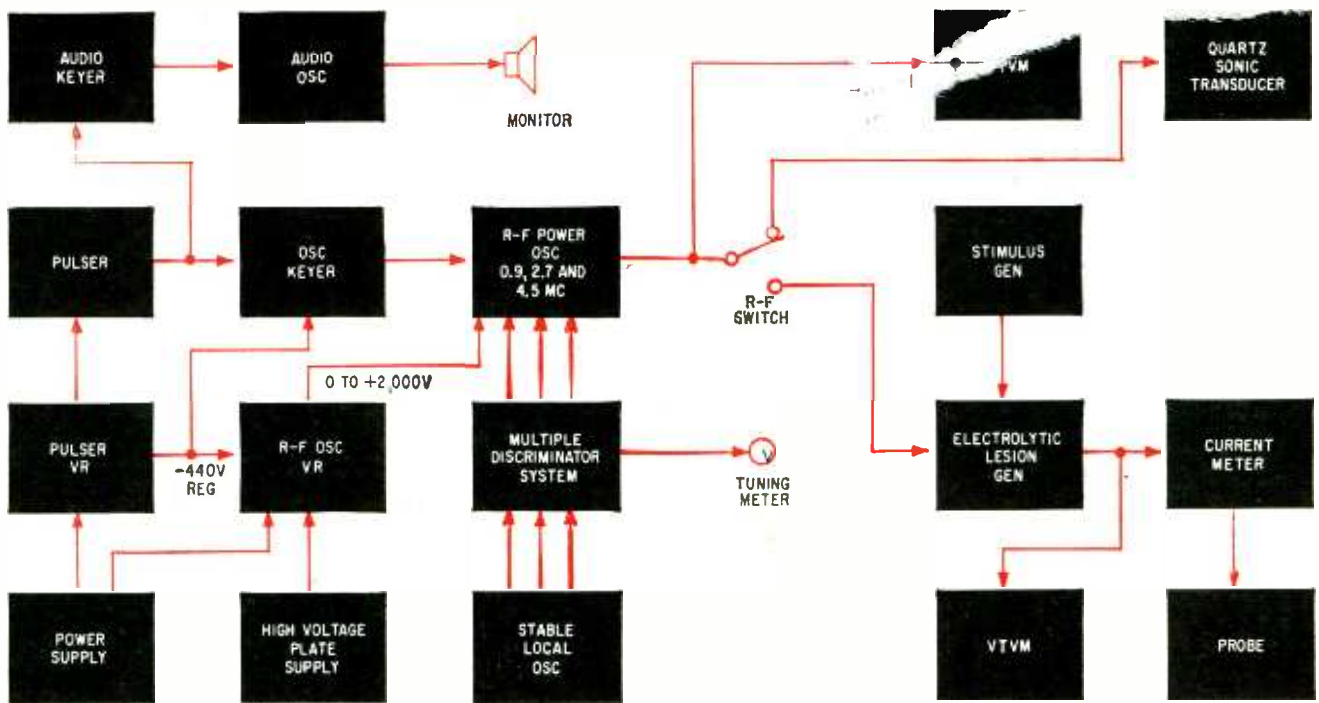 AUDIO
KEYER
AUDIO
OSC
MONITOR
QUARTZ
SONIC
TRANSDUCER
PULSER
OSC
KEYER
R-F POWER
OSC
0.9, 2.7 AND
4.5 MC
R-F
SWITCH
STIMULUS
GEN
0 TO +2,000V
PULSER
VR
-440V
REG
R-F OSC
VR
MULTIPLE
DISCRIMINATOR
SYSTEM
TUNING
METER
ELECTROLYTIC
LESION
GEN
CURRENT
METER
POWER
SUPPLY
HIGH VOLTAGE
PLATE
SUPPLY
STABLE
LOCAL
OSC
VTVM
PROBE